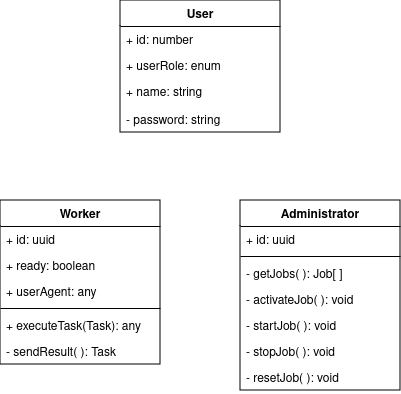 User
+ id: number
+ userRole: enum
+ name: string
- password: string
Worker
+ id: uuid
+ ready: boolean
+ userAgent: any
+ executeTask(Task): any
- sendResult( ): Task
Administrator
+ id: uuid
- getJobs( ): Job[ ]
- activateJob( ): void
- startJob( ): void
- stopJob( ): void
- resetJob( ): void